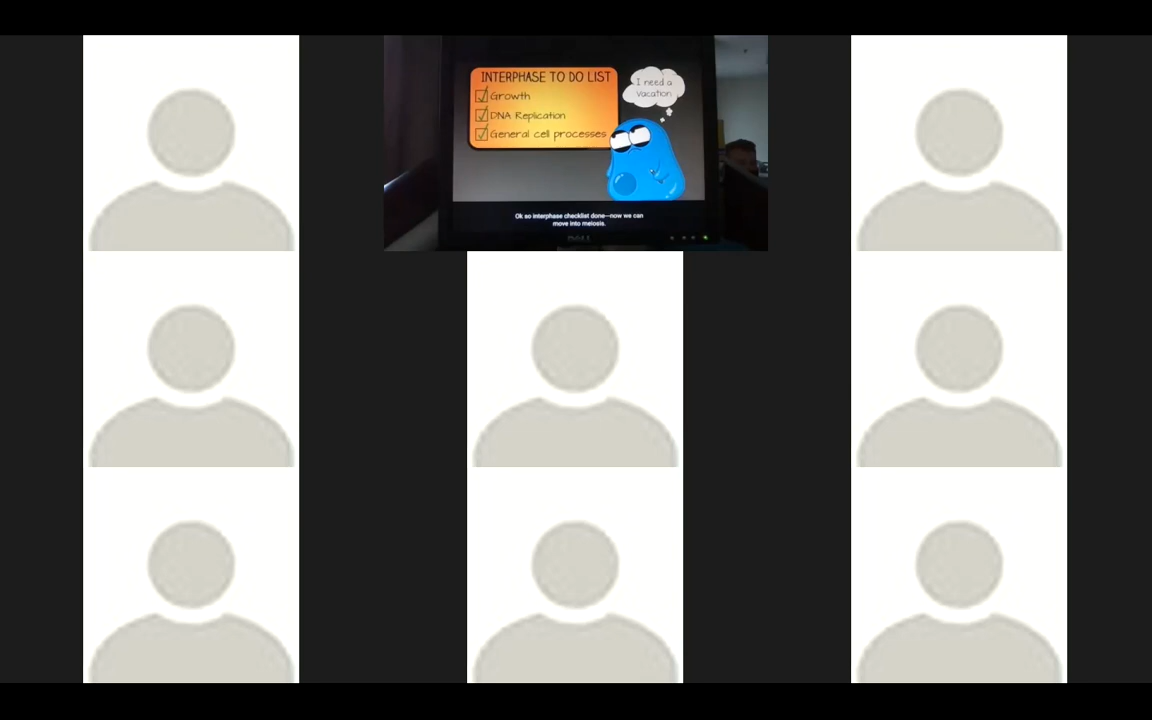 INTERPHASE TO DO LIST
Growth
DNA Replication
General cell processes
I need a
vacation
Ok so interphase checklist done—now we can
move into meiosis.
DELL